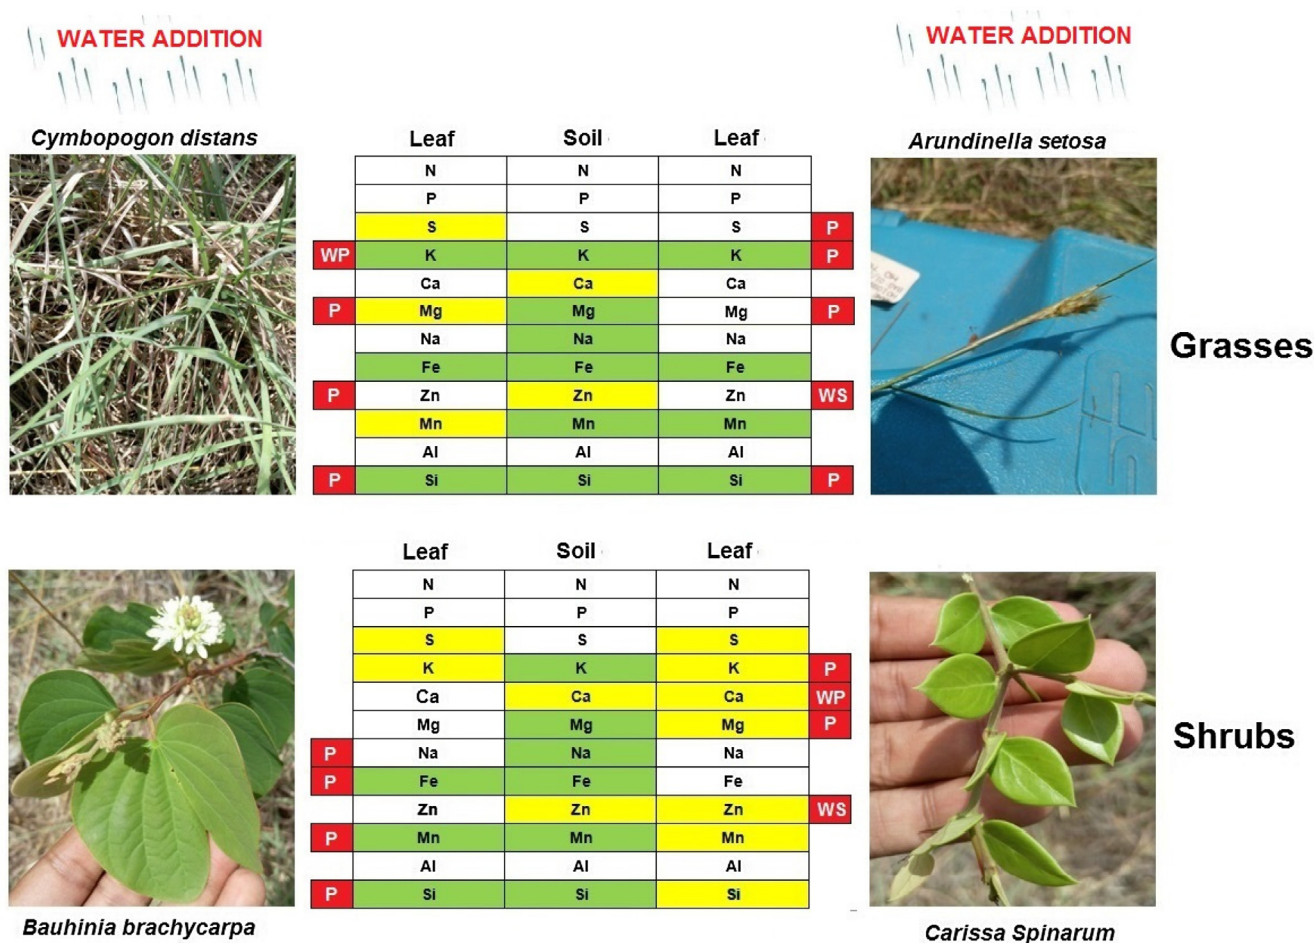 WATER ADDITION
WATER ADDITION
Cymbopogon distans
Arundinella setosa
Leaf Soil Leaf
N N N
P P P
S S S P
WP K K K P
Ca Ca Ca
P Mg Mg Mg P
Na Na Na
Fe Fe Fe
P Zn Zn Zn WS
Mn Mn Mn
Al Al Al
P Si Si Si P
Grasses
Leaf Soil Leaf
N N N
P P P
S S S
K K K P
Ca Ca Ca WP
Mg Mg Mg P
P Na Na Na
P Fe Fe Fe
Zn Zn Zn WS
P Mn Mn Mn
Al Al Al
P Si Si Si
Shrubs
Bauhinia brachycarpa
Carissa Spinarum